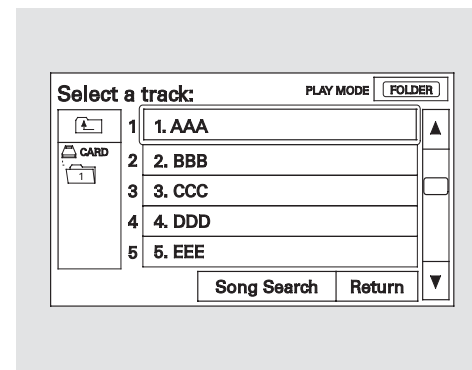 Select a track: PLAY MODE FOLDER
1 1. AAA
CARD
2 2. BBB
1
3 3. CCC
4 4. DDD
5 5. EEE
Song Search Return